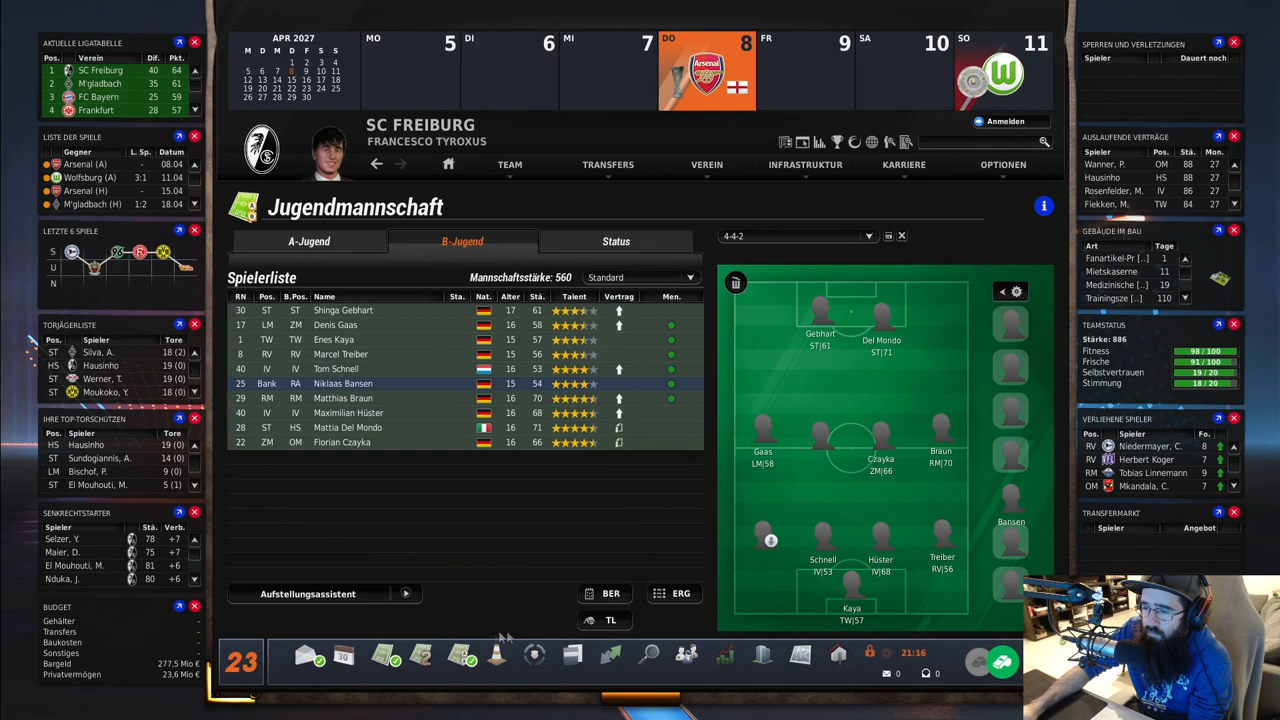 AKTUELLE LIGATABELLE
Pos. Verein Dif. Pkt.
1 SC Freiburg 40 64
2 M'gladbach 35 61
3 FC Bayern 25 59
4 Frankfurt 28 57
LISTE DER SPIELE
Gegner L. Sp. Datum
Arsenal (A) - 08.04
Wolfsburg (A) 3:1 11.04
Arsenal (H) - 15.04
M'gladbach (H) 1:2 18.04
LETZTE 6 SPIELE
S
U
N
TORJÄGERLISTE
Pos. Spieler Tore
ST Silva, A. 18 (2)
HS Hausinho 19 (0)
ST Werner, T. 19 (0)
ST Moukoko, Y. 18 (0)
IHRE TOP-TORSCHÜTZEN
Pos. Spieler Tore
HS Hausinho 19 (0)
ST Sundogiannis, A. 14 (0)
LM Bischof, P. 9 (0)
ST El Mouhouti, M. 5 (1)
SENKRECHTSTARTER
Spieler Stä. Verb.
Selzer, Y. 78 +7
Maier, D. 75 +7
El Mouhouti, M. 81 +6
Nduka, J. 80 +6
BUDGET
Gehälter -
Transfers -
Baukosten -
Sonstiges -
Bargeld 277,5 mio €
Privatvermögen 23,6 mio €
APR 2027
M D M D F S S
1 2 3 4
5 6 7 8 9 10 11
12 13 14 15 16 17 18
19 20 21 22 23 24 25
26 27 28 29 30
MO 5
DI 6
MI 7
DO 8
Arsenal
FR 9
SA 10
SO 11
SC FREIBURG
FRANCESCO TYROXUS
Anmelden
TEAM TRANSFERS VEREIN INFRASTRUKTUR KARRIERE OPTIONEN
Jugendmannschaft
A-Jugend B-Jugend Status
Spielerliste Mannschaftsstärke: 560 Standard
RN Pos. B.Pos. Name Sta. Nat. Alter Stä. Talent Vertrag Men.
30 ST ST Shinga Gebhart 17 61
17 LM ZM Denis Gaas 16 58
1 TW TW Enes Kaya 15 57
8 RV RV Marcel Treiber 15 56
40 IV IV Tom Schnell 16 53
25 Bank RA Niklaas Bansen 15 54
29 RM RM Matthias Braun 16 70
40 IV IV Maximilian Hüster 16 68
28 ST HS Mattia Del Mondo 16 71
22 ZM OM Florian Czayka 16 66
Aufstellungsassistent
BER ERG
TL
4-4-2
Gebhart
ST|61
Del Mondo
ST|71
Gaas
LM|58
Czayka
ZM|66
Braun
RM|70
Bansen
Schnell
IV|53
Hüster
IV|68
Treiber
RV|56
Kaya
TW|57
23
30
2
21:16
0 0
SPERREN UND VERLETZUNGEN
Spieler Dauert noch
AUSLAUFENDE VERTRÄGE
Spieler Pos. Stä. Mon.
Wanner, P. OM 88 27
Hausinho HS 88 27
Rosenfelder, M. IV 86 27
Flekken, M. TW 84 27
GEBÄUDE IM BAU
Art Tage
Fanartikel-Pr [..] 1
Mietskaserne 11
Medizinische [..] 19
Trainingsze [..] 110
TEAMSTATUS
Stärke: 886
Fitness 98 / 100
Frische 91 / 100
Selbstvertrauen 19 / 20
Stimmung 18 / 20
VERLIEHENE SPIELER
Pos. Spieler Fo.
RV Niedermayer, C. 8
RV Herbert Koger 7
RM Tobias Linnemann 9
OM Mkandala, C. 7
TRANSFERMARKT
Spieler Angebot